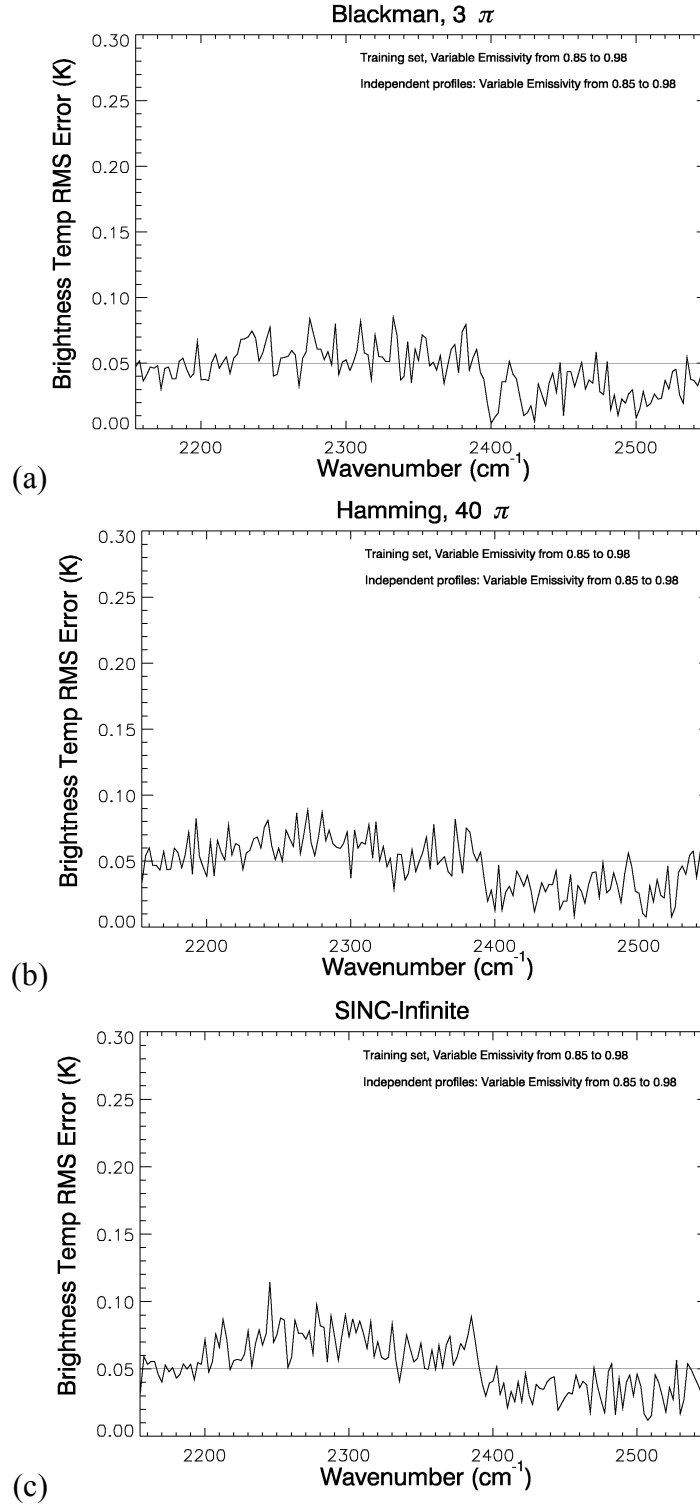 Blackman, 3 π
Brightness Temp RMS Error (K)
0.30
0.25
0.20
0.15
0.10
0.05
0.00
Training set, Variable Emissivity from 0.85 to 0.98
Independent profiles: Variable Emissivity from 0.85 to 0.98
2200 2300 2400 2500
Wavenumber (cm⁻¹)
(a)
Hamming, 40 π
Brightness Temp RMS Error (K)
0.30
0.25
0.20
0.15
0.10
0.05
0.00
Training set, Variable Emissivity from 0.85 to 0.98
Independent profiles: Variable Emissivity from 0.85 to 0.98
2200 2300 2400 2500
Wavenumber (cm⁻¹)
(b)
SINC-Infinite
Brightness Temp RMS Error (K)
0.30
0.25
0.20
0.15
0.10
0.05
0.00
Training set, Variable Emissivity from 0.85 to 0.98
Independent profiles: Variable Emissivity from 0.85 to 0.98
2200 2300 2400 2500
Wavenumber (cm⁻¹)
(c)